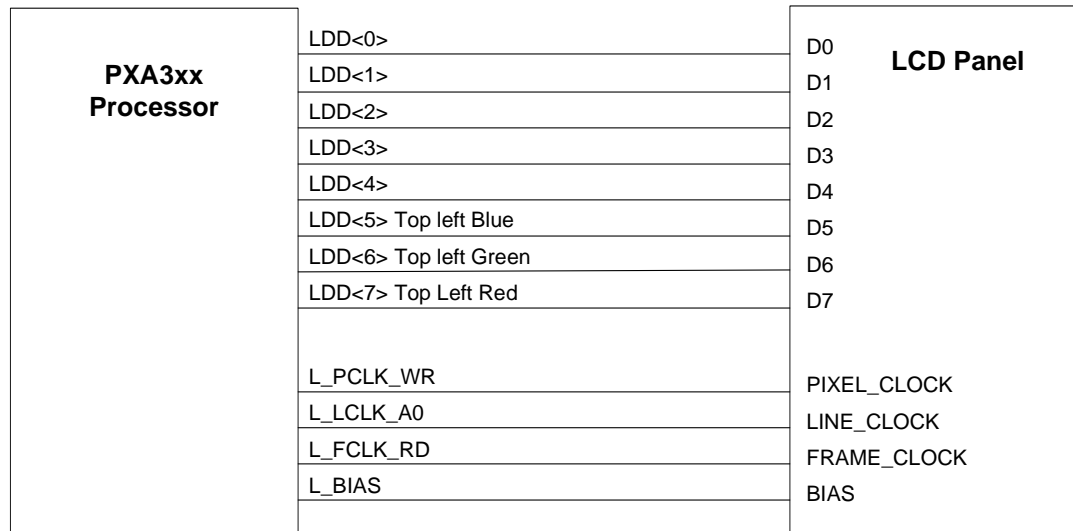 PXA3xx
Processor
LCD Panel
LDD<0>
D0
LDD<1>
D1
LDD<2>
D2
LDD<3>
D3
LDD<4>
D4
LDD<5> Top left Blue
D5
LDD<6> Top left Green
D6
LDD<7> Top Left Red
D7
L_PCLK_WR
PIXEL_CLOCK
L_LCLK_A0
LINE_CLOCK
L_FCLK_RD
FRAME_CLOCK
L_BIAS
BIAS